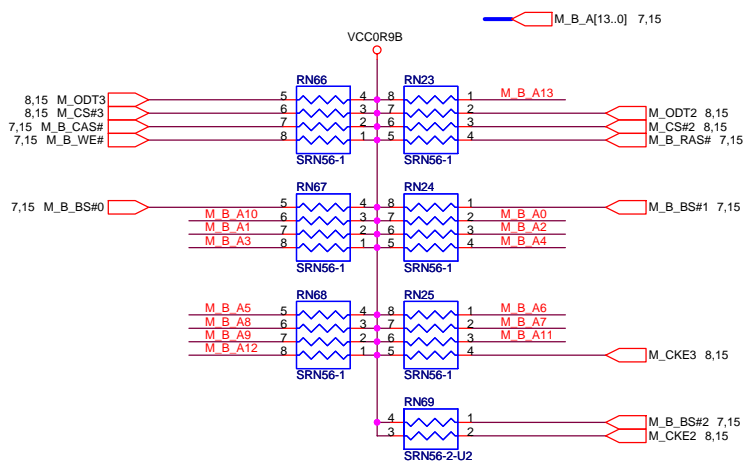 M_B_A[13..0] 7,15
VCC0R9B
RN66 RN23
8,15 M_ODT3 5 4 8 1 M_B_A13
8,15 M_CS#3 6 3 7 2 M_ODT2 8,15
7,15 M_B_CAS# 7 2 6 3 M_CS#2 8,15
7,15 M_B_WE# 8 1 5 4 M_B_RAS# 7,15
SRN56-1 SRN56-1
RN67 RN24
7,15 M_B_BS#0 5 4 8 1 M_B_BS#1 7,15
M_B_A10 6 3 7 2 M_B_A0
M_B_A1 7 2 6 3 M_B_A2
M_B_A3 8 1 5 4 M_B_A4
SRN56-1 SRN56-1
RN68 RN25
M_B_A5 5 4 8 1 M_B_A6
M_B_A8 6 3 7 2 M_B_A7
M_B_A9 7 2 6 3 M_B_A11
M_B_A12 8 1 5 4 M_CKE3 8,15
SRN56-1 SRN56-1
RN69
4 1 M_B_BS#2 7,15
3 2 M_CKE2 8,15
SRN56-2-U2